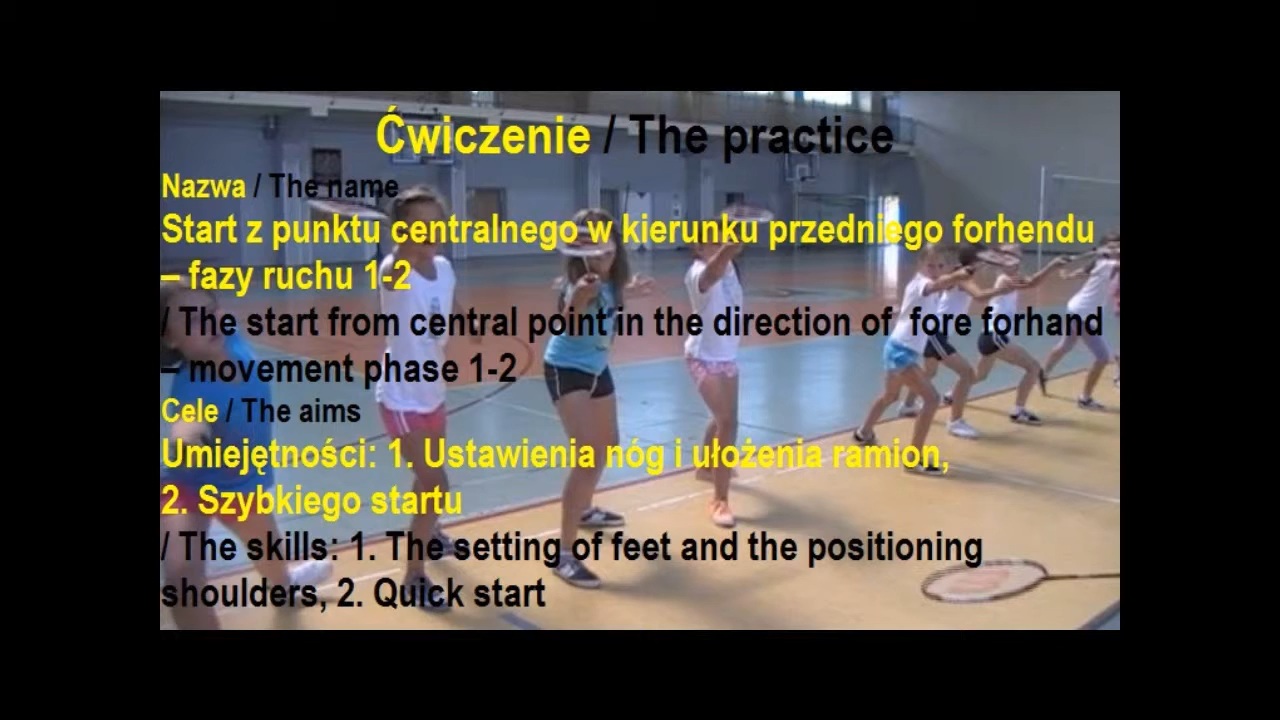 Ćwiczenie / The practice
Nazwa / The name
Start z punktu centralnego w kierunku przedniego forhendu
– fazy ruchu 1-2
/ The start from central point in the direction of fore forhand
– movement phase 1-2
Cele / The aims
Umiejętności: 1. Ustawienia nóg i ułożenia ramion,
2. Szybkiego startu
/ The skills: 1. The setting of feet and the positioning
shoulders, 2. Quick start